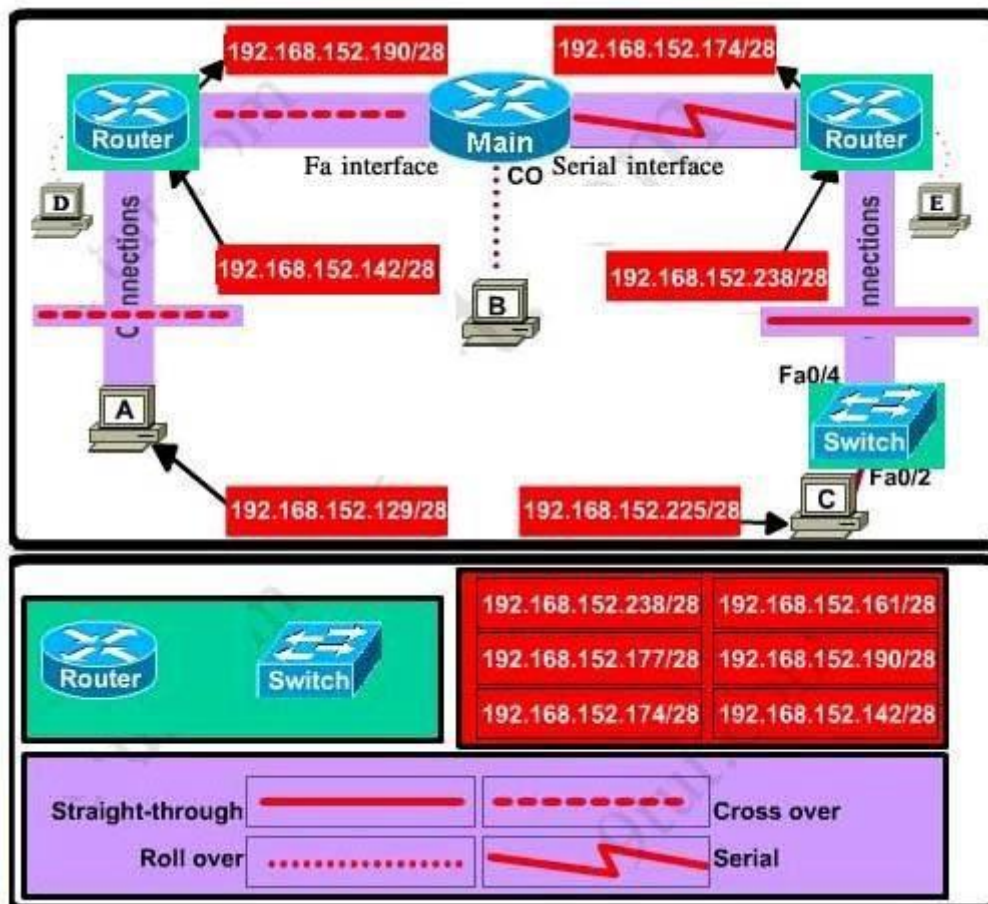 192.168.152.190/28
192.168.152.174/28
Router
Main
Router
Fa interface
CO
Serial interface
D
E
Connections
192.168.152.142/28
192.168.152.238/28
B
A
Fa0/4
Switch
Fa0/2
192.168.152.129/28
192.168.152.225/28
C
Router
Switch
192.168.152.238/28
192.168.152.161/28
192.168.152.177/28
192.168.152.190/28
192.168.152.174/28
192.168.152.142/28
Straight-through
Cross over
Roll over
Serial